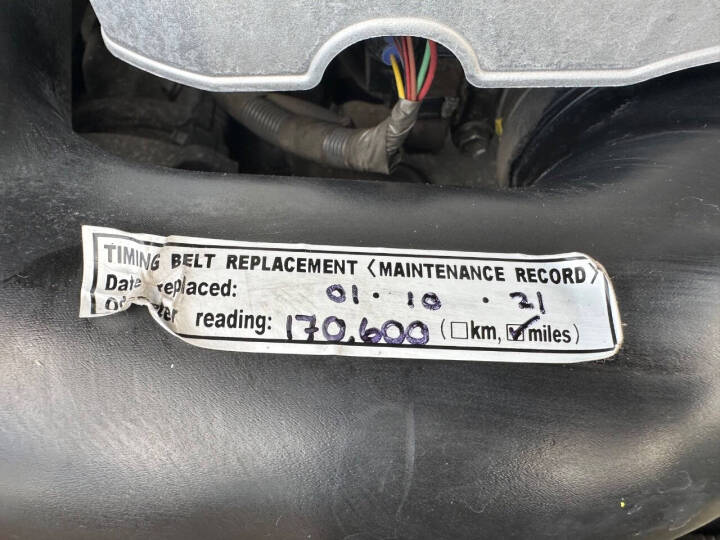 TIMING BELT REPLACEMENT <MAINTENANCE RECORD>
Date replaced: 01.10.21
reading: 170,600 (☐km, ☑miles)